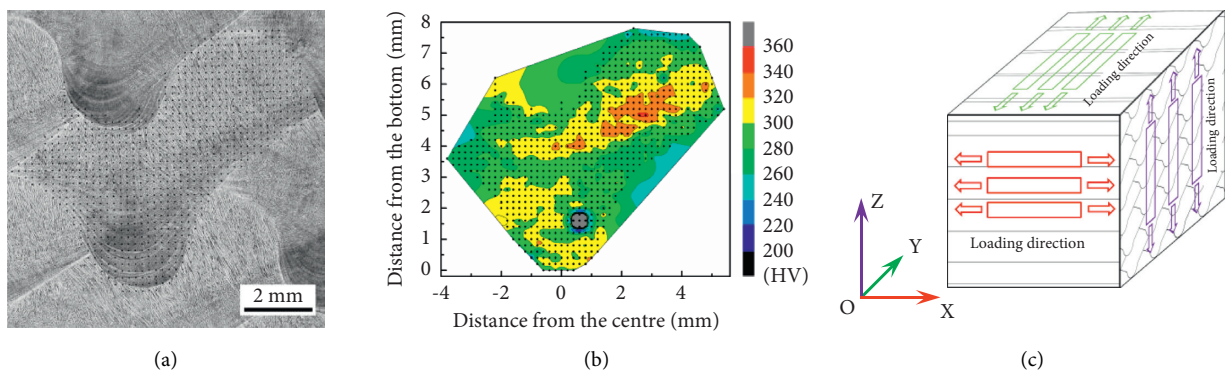 2 mm
(a)
Distance from the bottom (mm)
8
7
6
5
4
3
2
1
0
-4
-2
0
2
4
Distance from the centre (mm)
360
340
320
300
280
260
240
220
200
(HV)
(b)
Loading direction
Loading direction
Loading direction
Z
Y
O
X
(c)